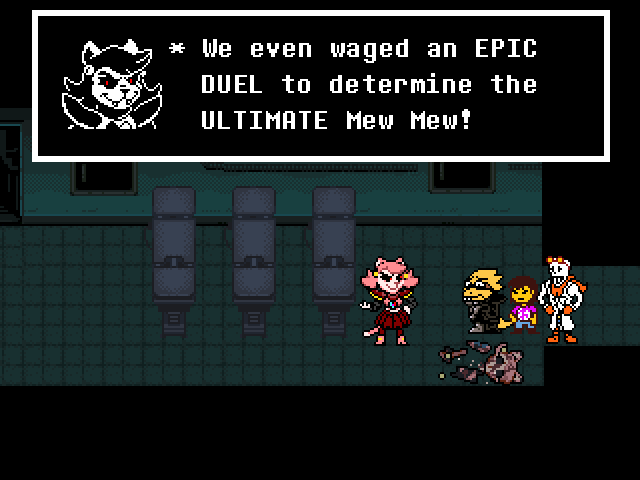 * We even waged an EPIC
DUEL to determine the
ULTIMATE Mew Mew!